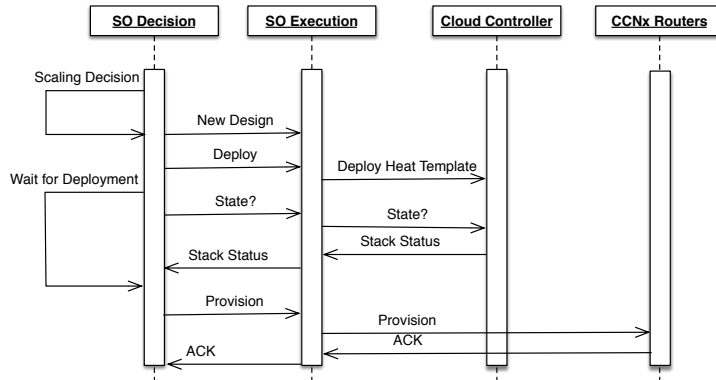 SO Decision
SO Execution
Cloud Controller
CCNx Routers
Scaling Decision
New Design
Deploy
Deploy Heat Template
Wait for Deployment
State?
State?
Stack Status
Stack Status
Provision
Provision
ACK
ACK